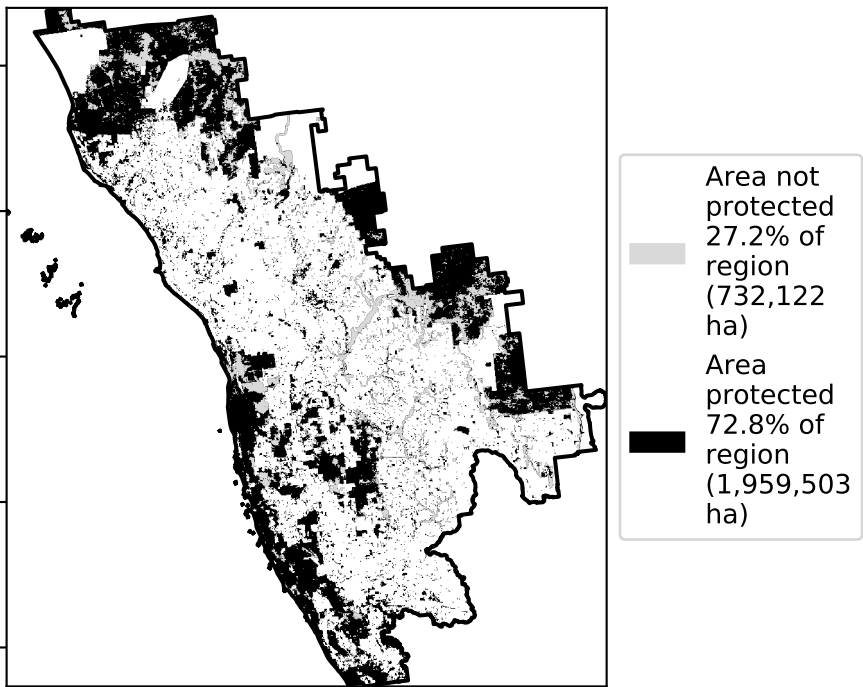 Area not
protected
27.2% of
region
(732,122
ha)
Area
protected
72.8% of
region
(1,959,503
ha)